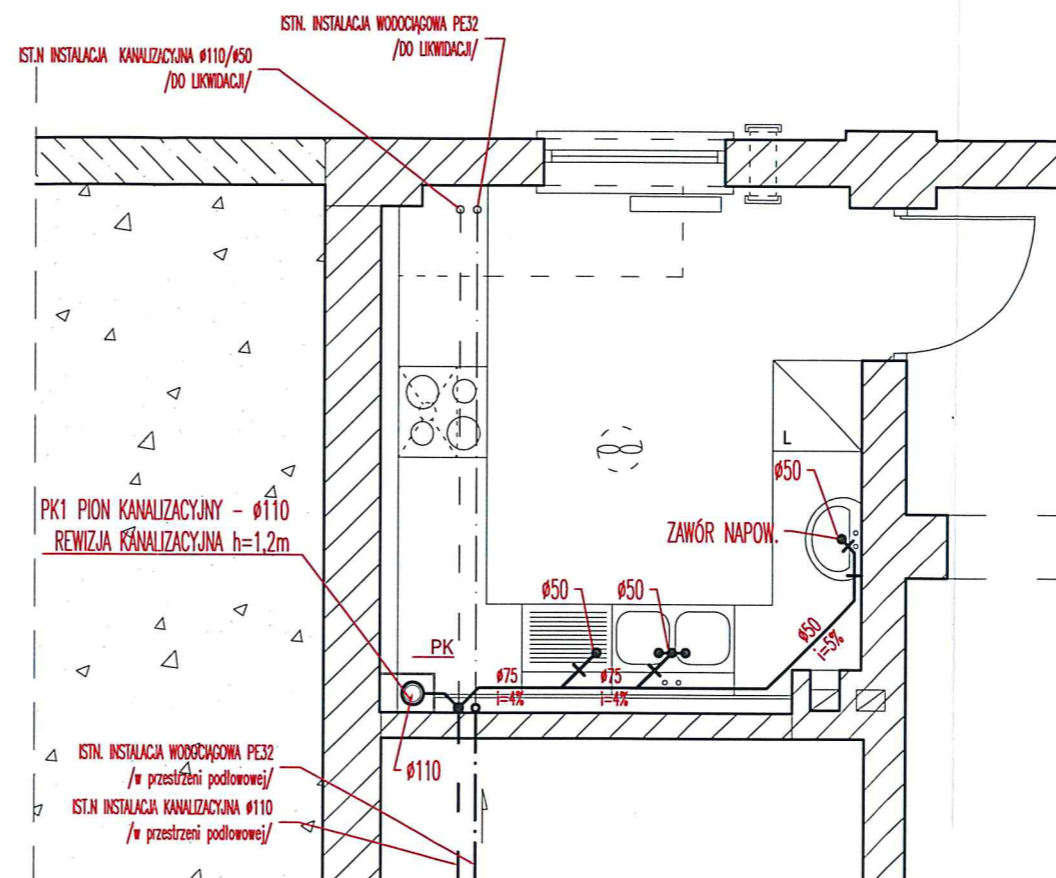 ISTN. INSTALACJA WODOCIĄGOWA PE32
/DO LIKWIDACJI/
IST.N INSTALACJA KANALIZACYJNA ø110/ø50
/DO LIKWIDACJI/
L
ø50
ZAWÓR NAPOW.
PK1 PION KANALIZACYJNY - ø110
REWIZJA KANALIZACYJNA h=1,2m
ø50
ø50
ø50
i=5%
PK
ø75
i=4%
ø75
i=4%
ø110
ISTN. INSTALACJA WODOCIĄGOWA PE32
/w przestrzeni podłowowej/
IST.N INSTALACJA KANALIZACYJNA ø110
/w przestrzeni podłowowej/